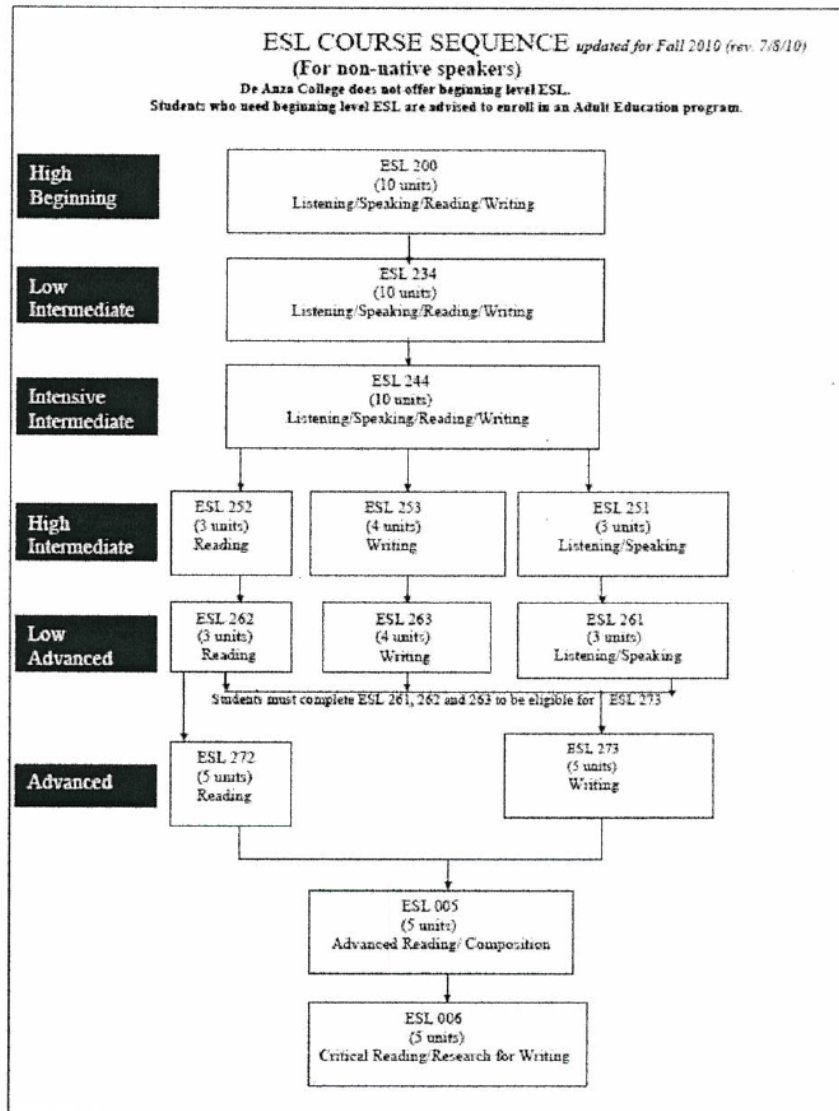 ESL COURSE SEQUENCE updated for Fall 2010 (rev. 7/8/10)
(For non-native speakers)
De Anza College does not offer beginning level ESL.
Students who need beginning level ESL are advised to enroll in an Adult Education program.
High
Beginning
ESL 200
(10 units)
Listening/Speaking/Reading/Writing
Low
Intermediate
ESL 234
(10 units)
Listening/Speaking/Reading/Writing
Intensive
Intermediate
ESL 244
(10 units)
Listening/Speaking/Reading/Writing
High
Intermediate
ESL 252
(3 units)
Reading
ESL 253
(4 units)
Writing
ESL 251
(3 units)
Listening/Speaking
Low
Advanced
ESL 262
(3 units)
Reading
ESL 263
(4 units)
Writing
ESL 261
(3 units)
Listening/Speaking
Students must complete ESL 261, 262 and 263 to be eligible for ESL 273
Advanced
ESL 272
(5 units)
Reading
ESL 273
(5 units)
Writing
ESL 005
(5 units)
Advanced Reading/ Composition
ESL 006
(5 units)
Critical Reading/Research for Writing